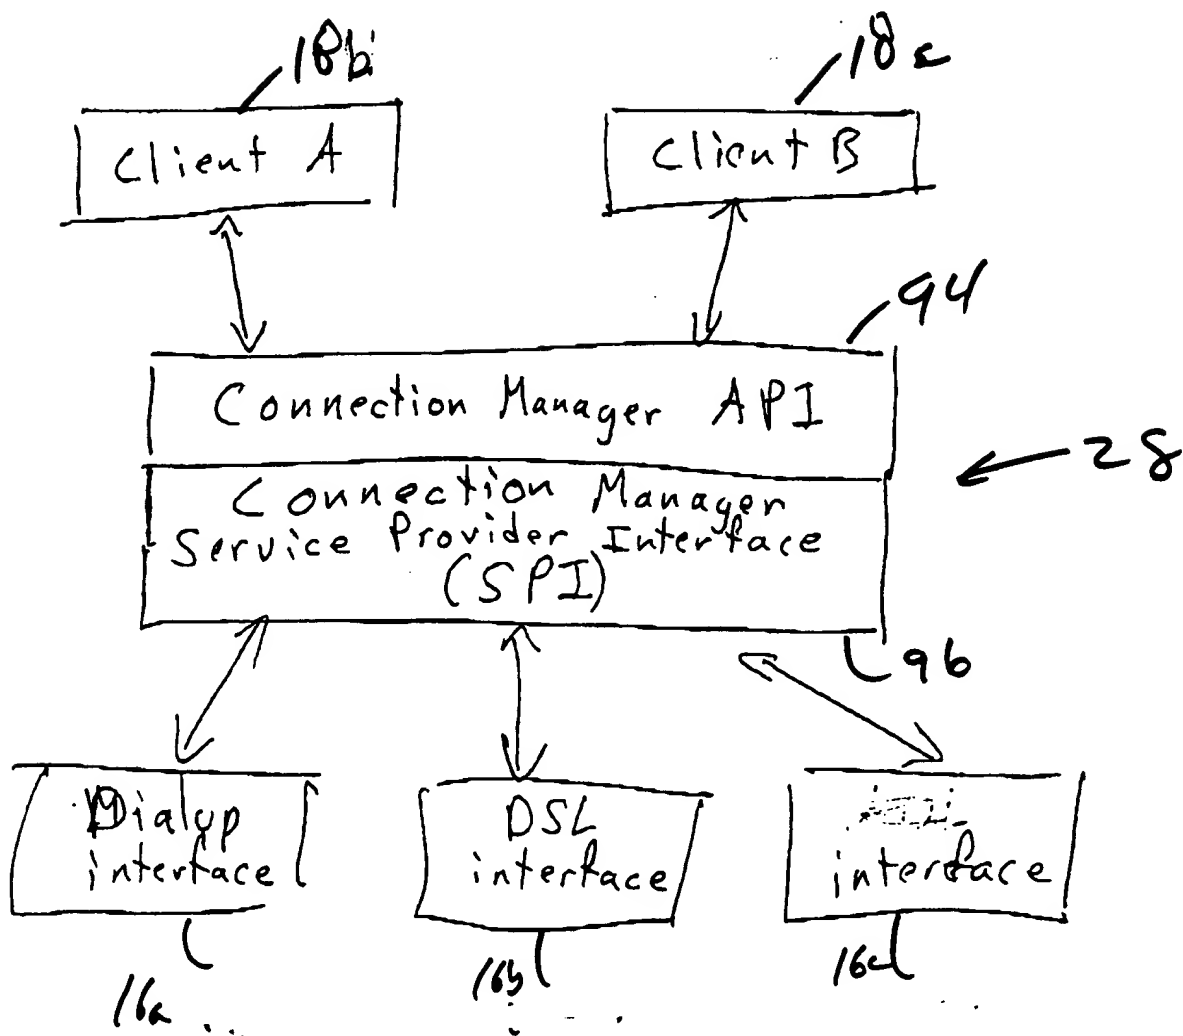 18b
18c
Client A
Client B
94
Connection Manager API
28
Connection Manager
Service Provider Interface
(SPI)
96
Dialup
interface
DSL
interface
interface
16a
16b
16c